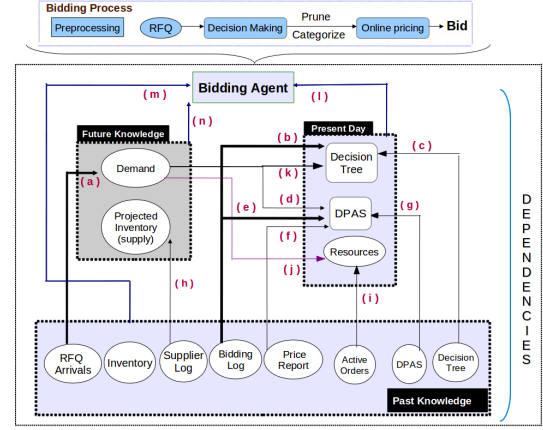 Bidding Process
Preprocessing
RFQ
Decision Making
Prune
Categorize
Online pricing
Bid
Bidding Agent
( m )
( l )
( n )
Future Knowledge
Present Day
( b )
( c )
Demand
Decision
Tree
( a )
( k )
( d )
( e )
( g )
Projected
Inventory
(supply)
DPAS
( f )
Resources
( j )
( h )
( i )
RFQ
Arrivals
Inventory
Supplier
Log
Bidding
Log
Price
Report
Active
Orders
DPAS
Decision
Tree
Past Knowledge
DEPENDENCIES